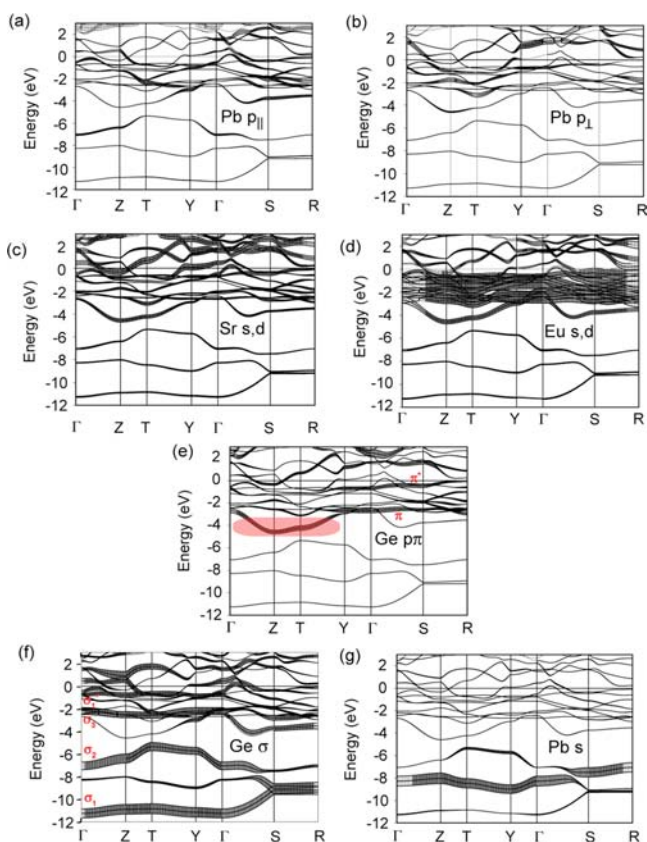 (a)
Energy (eV)
2
0
-2
-4
-6
-8
-10
-12
Pb p||
Γ Z T Y Γ S R
(b)
Energy (eV)
2
0
-2
-4
-6
-8
-10
-12
Pb p⊥
Γ Z T Y Γ S R
(c)
Energy (eV)
2
0
-2
-4
-6
-8
-10
-12
Sr s,d
Γ Z T Y Γ S R
(d)
Energy (eV)
2
0
-2
-4
-6
-8
-10
-12
Eu s,d
Γ Z T Y Γ S R
(e)
Energy (eV)
2
0
-2
-4
-6
-8
-10
-12
π*
π
Ge pπ
Γ Z T Y Γ S R
(f)
Energy (eV)
2
0
-2
-4
-6
-8
-10
-12
σ3
σ2
σ1
Ge σ
Γ Z T Y Γ S R
(g)
Energy (eV)
2
0
-2
-4
-6
-8
-10
-12
Pb s
Γ Z T Y Γ S R